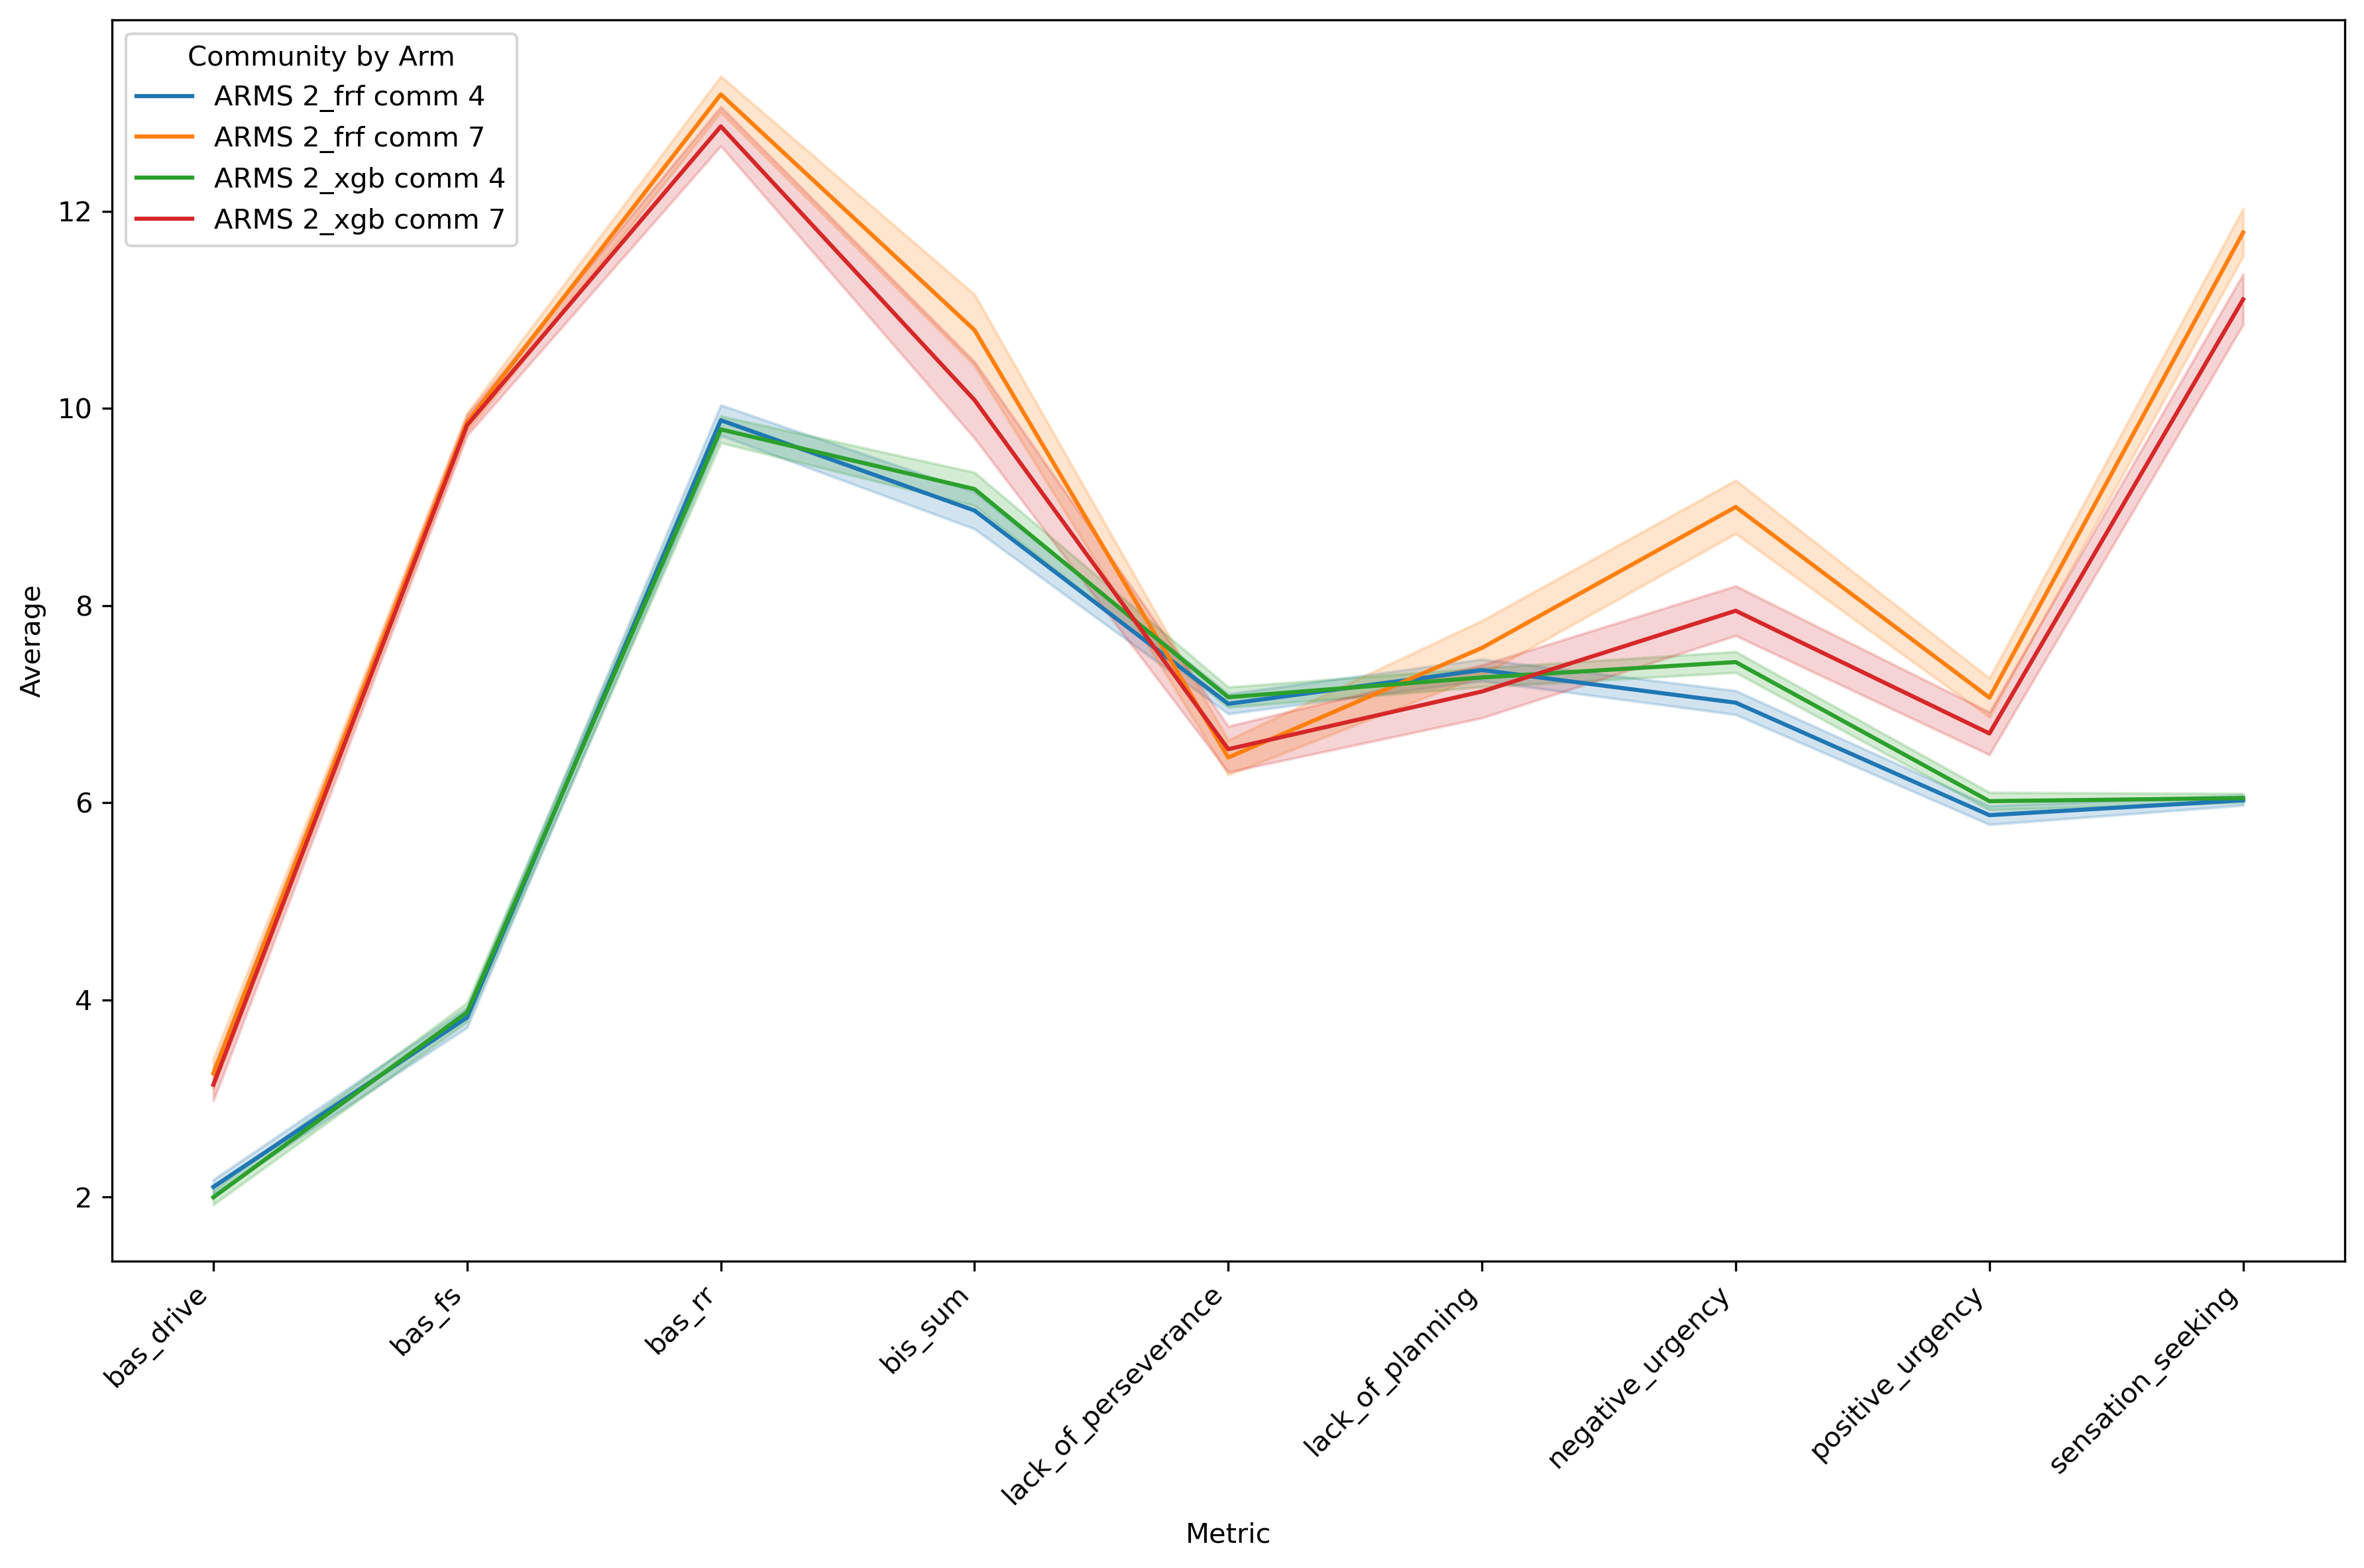 Community by Arm
ARMS 2_frf comm 4
ARMS 2_frf comm 7
ARMS 2_xgb comm 4
ARMS 2_xgb comm 7
12
10
8
6
4
2
Average
bas_drive
bas_fs
bas_rr
bis_sum
lack_of_perseverance
lack_of_planning
negative_urgency
positive_urgency
sensation_seeking
Metric